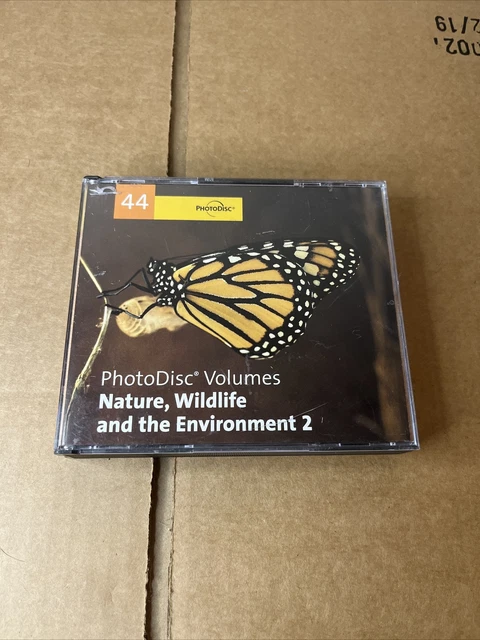 44
PHOTODISC®
PhotoDisc® Volumes
Nature, Wildlife
and the Environment 2